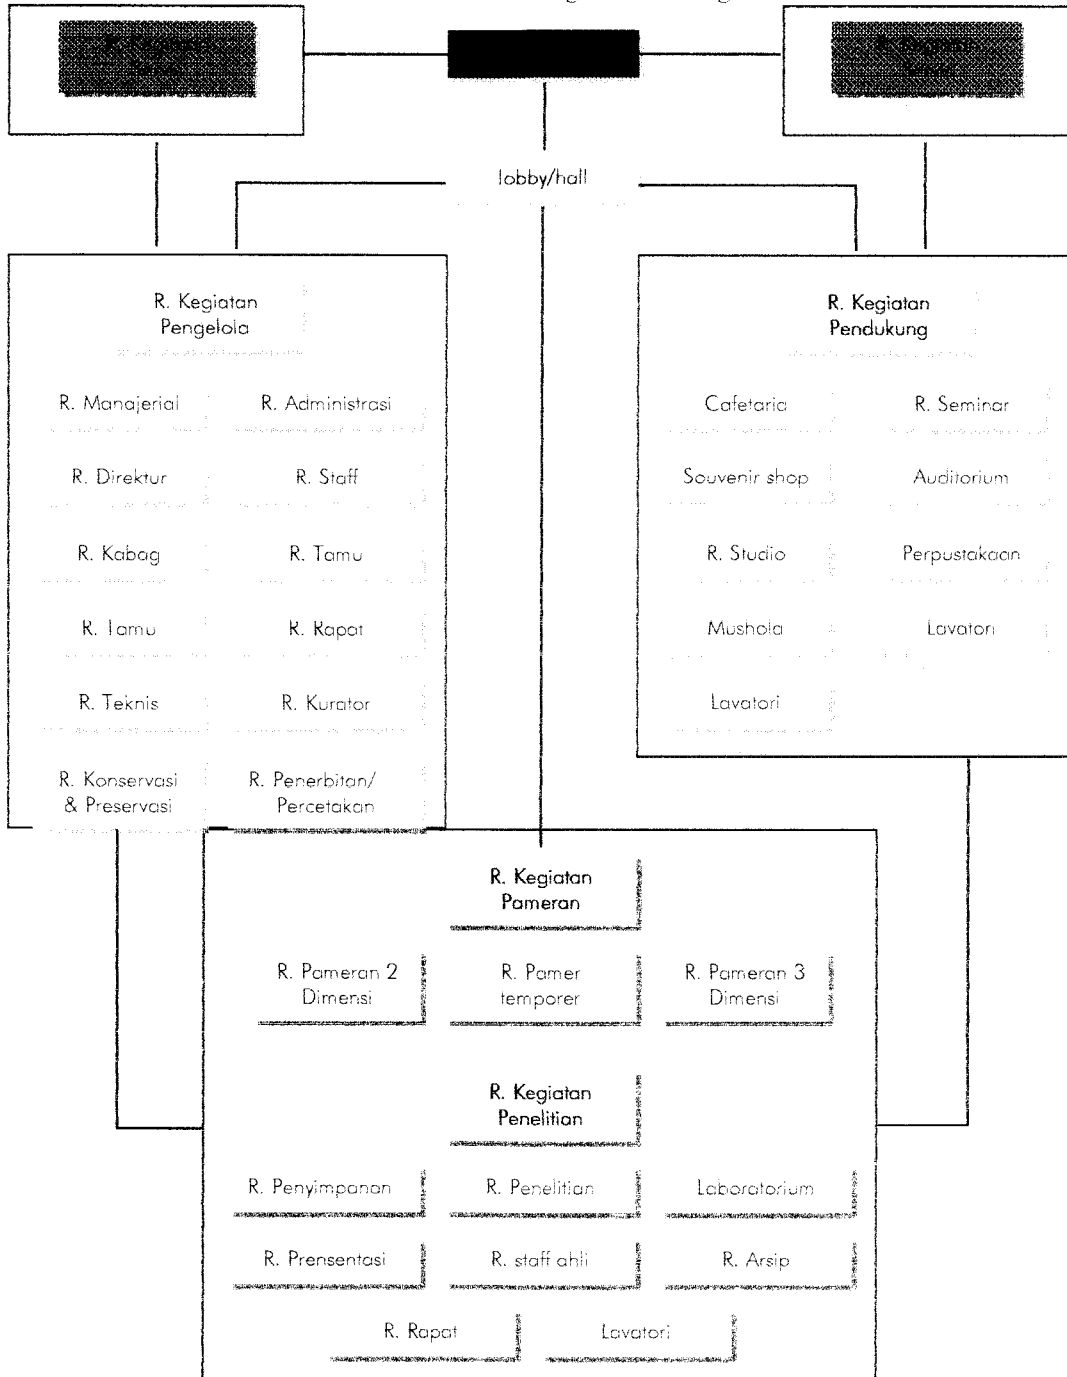 R. Kegiatan
R. Kegiatan
lobby/hall
R. Kegiatan
Pengelola
R. Manajerial
R. Administrasi
R. Direktur
R. Staff
R. Kabag
R. Tamu
R. Tamu
R. Rapat
R. Teknis
R. Kurator
R. Konservasi
& Preservasi
R. Penerbitan/
Percetakan
R. Kegiatan
Pendukung
Cafetaria
R. Seminar
Souvenir shop
Auditorium
R. Studio
Perpustakaan
Mushola
Lavatori
Lavatori
R. Kegiatan
Pameran
R. Pameran 2
Dimensi
R. Pamer
temporer
R. Pameran 3
Dimensi
R. Kegiatan
Penelitian
R. Penyimpanan
R. Penelitian
Laboratorium
R. Prensentasi
R. staff ahli
R. Arsip
R. Rapat
Lavatori